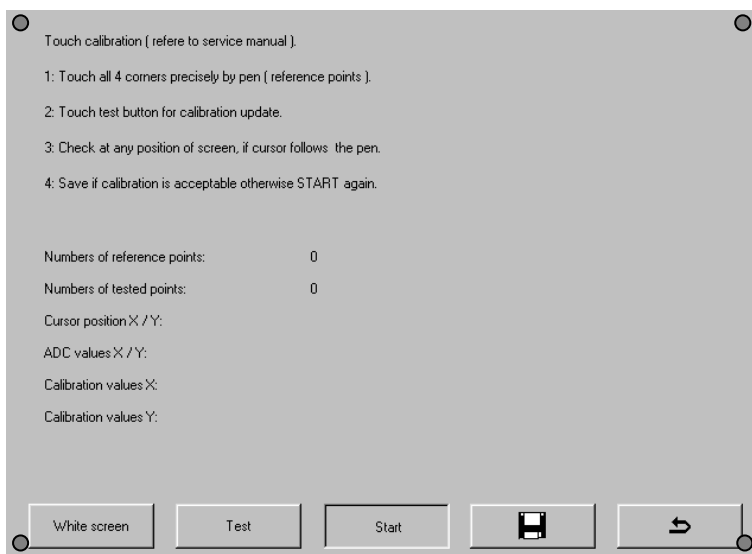 Touch calibration ( refere to service manual ).
1: Touch all 4 corners precisely by pen ( reference points ).
2: Touch test button for calibration update.
3: Check at any position of screen, if cursor follows the pen.
4: Save if calibration is acceptable otherwise START again.
Numbers of reference points: 0
Numbers of tested points: 0
Cursor position X / Y:
ADC values X / Y:
Calibration values X:
Calibration values Y:
White screen Test Start